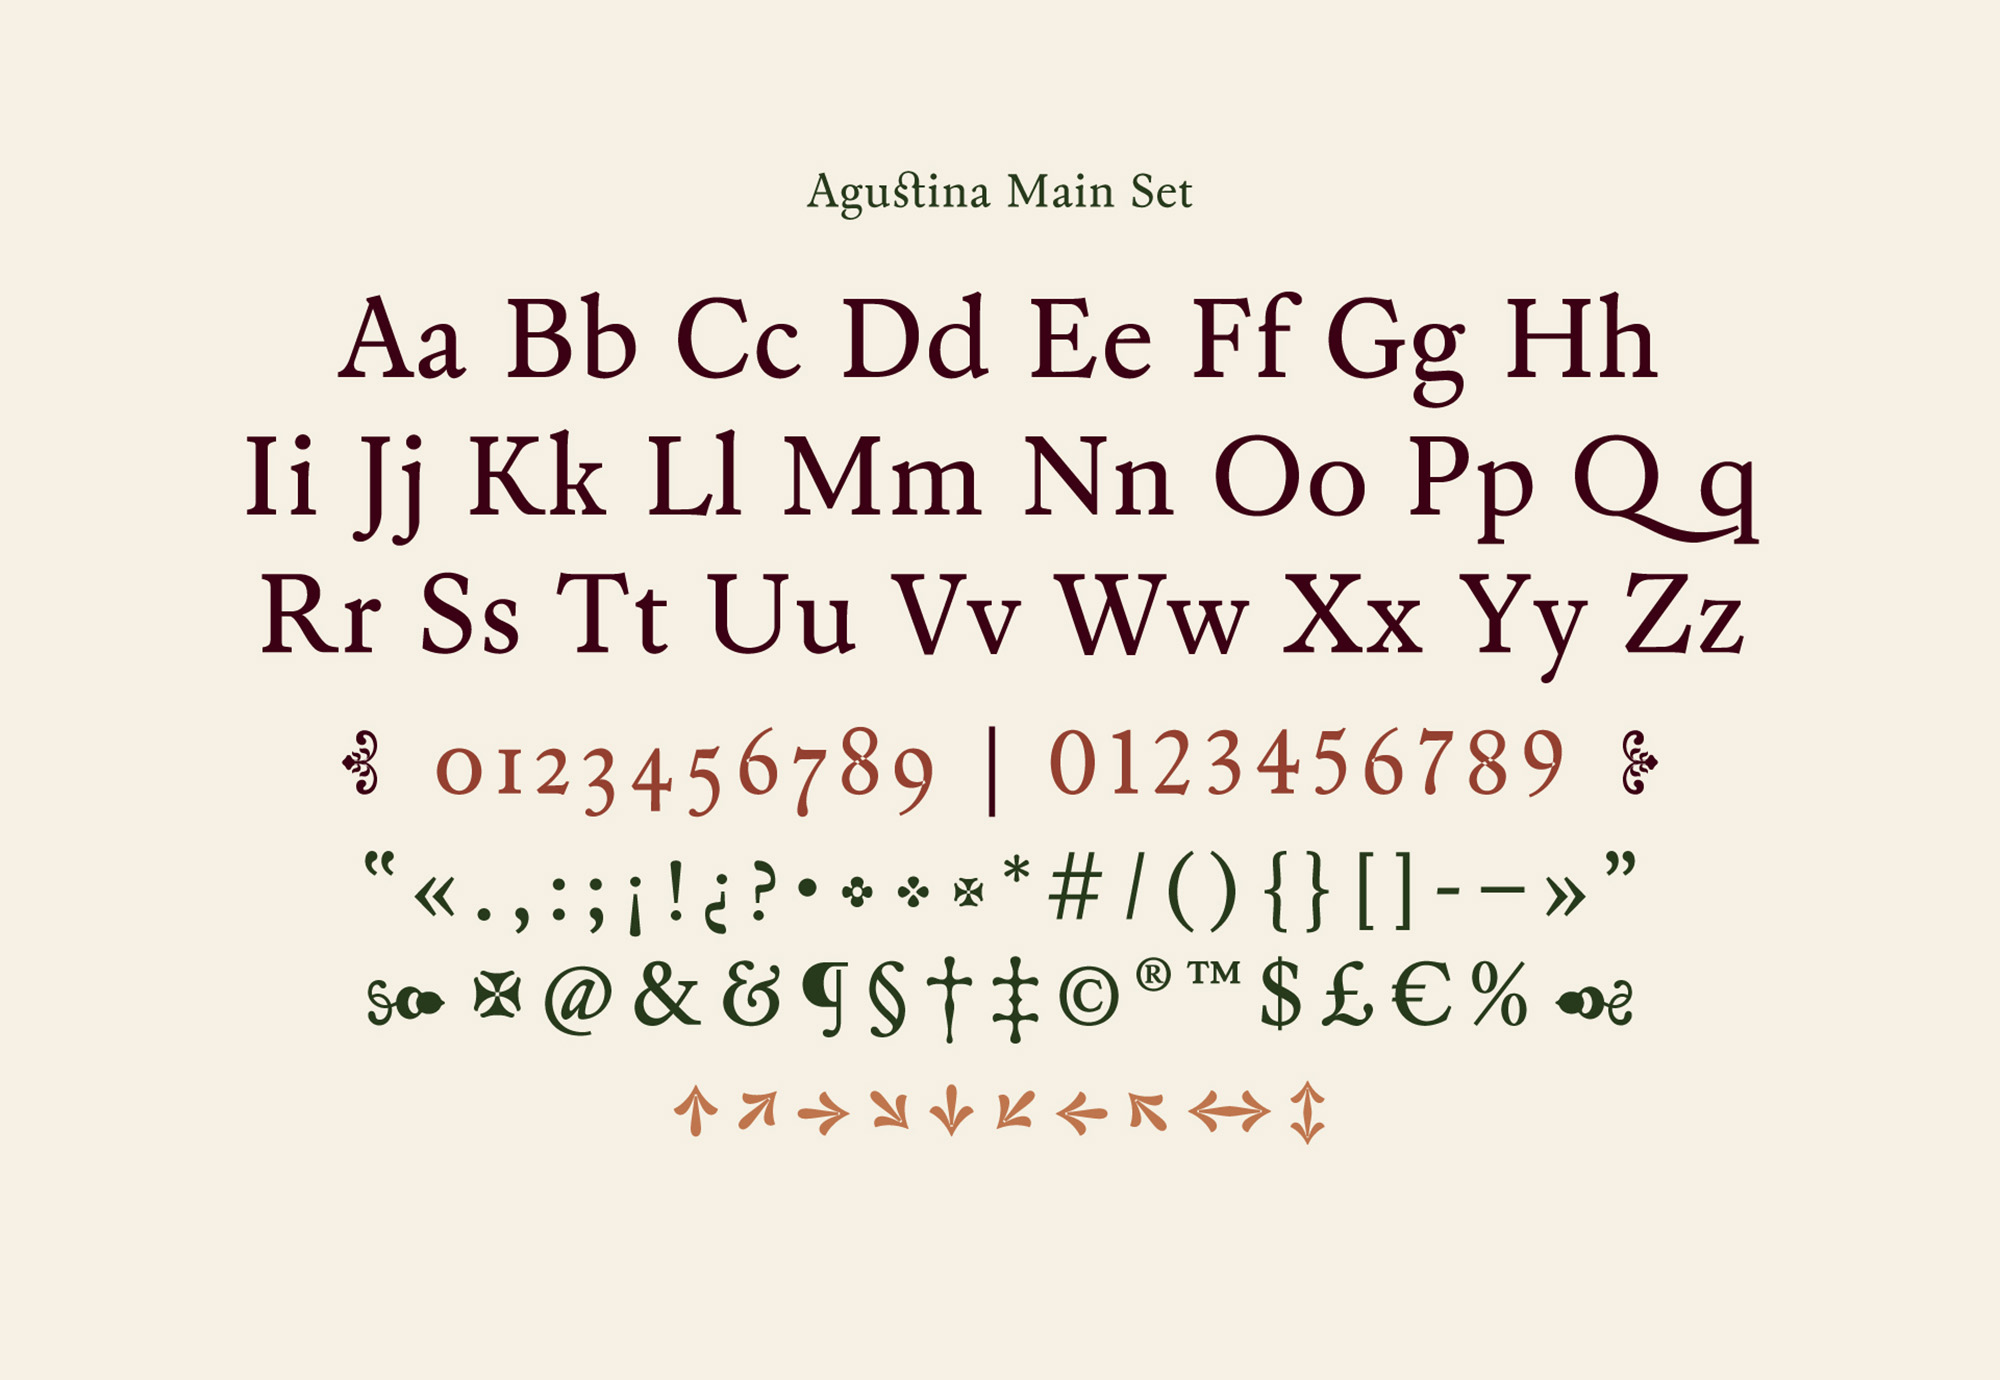 Agustina Main Set
Aa Bb Cc Dd Ee Ff Gg Hh
Ii Jj Kk Ll Mm Nn Oo Pp Qq
Rr Ss Tt Uu Vv Ww Xx Yy Zz
0123456789 | 0123456789
“ « . , : ; ¡ ! ¿ ? • ✿ ❖ ✠ * # / ( ) { } [ ] - – » ”
✠ @ & & ¶ § † ‡ © ® ™ $ £ € %
↑ ↗ → ↘ ↓ ↙ ← ↖ ↔ ↕